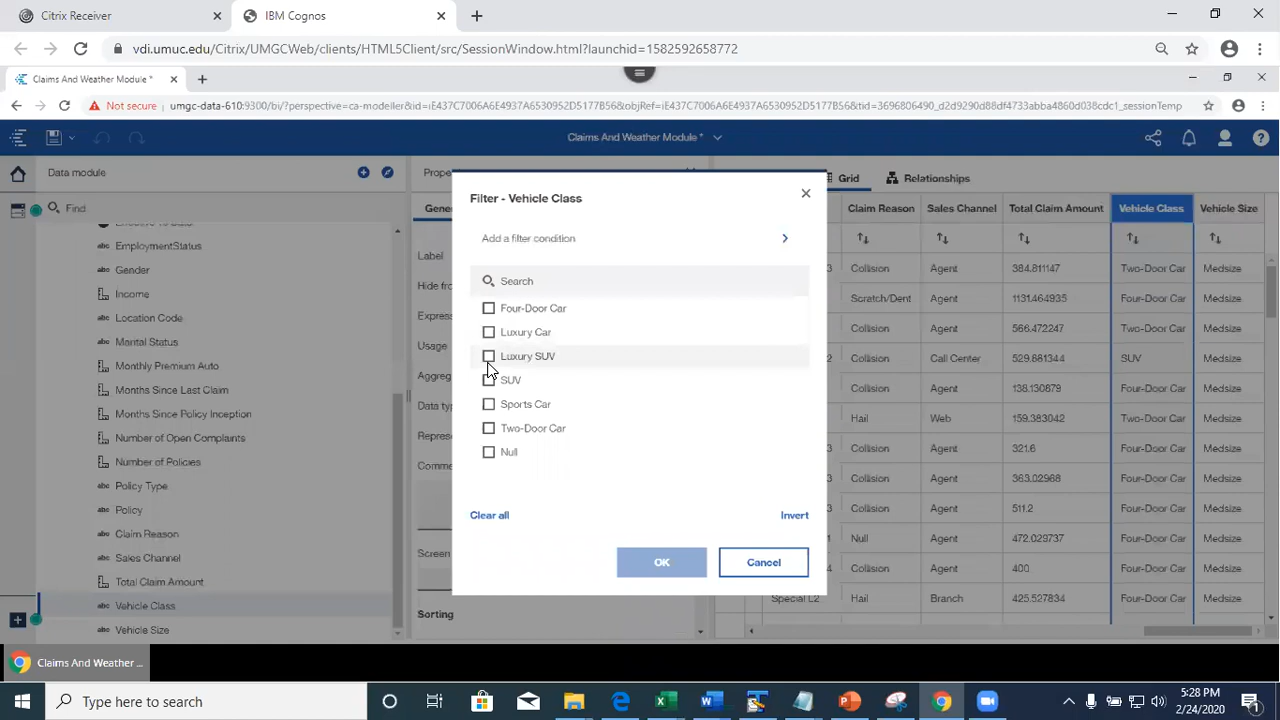 Citrix Receiver
IBM Cognos
vdi.umuc.edu/Citrix/UMGCWeb/clients/HTML5Client/src/SessionWindow.html?launchid=1582592658772
Claims And Weather Module *
Not secure
umgc-data-610:9300/bi/?perspective=ca-modeller&id=iE437C7006A6E4937A6530952D5177B56&objRef=iE437C7006A6E4937A6530952D5177B56&tid=3696806490_d2d9290d88df4733abba4860d038cdc1_sessionTemp
Claims And Weather Module *
Data module
Find
EmploymentStatus
Gender
Income
Location Code
Marital Status
Monthly Premium Auto
Months Since Last Claim
Months Since Policy Inception
Number of Open Complaints
Number of Policies
Policy Type
Policy
Claim Reason
Sales Channel
Total Claim Amount
Vehicle Class
Vehicle Size
Label
Usage
Data type
Screen
Sorting
Filter - Vehicle Class
Add a filter condition
Search
Four-Door Car
Luxury Car
Luxury SUV
SUV
Sports Car
Two-Door Car
Null
Clear all
Invert
OK
Cancel
Grid
Relationships
Claim Reason Sales Channel Total Claim Amount Vehicle Class Vehicle Size
Collision Agent 384.811147 Two-Door Car Medsize
Scratch/Dent Agent 1131.464935 Four-Door Car Medsize
Collision Agent 566.472247 Two-Door Car Medsize
Collision Call Center 529.881344 SUV Medsize
Collision Agent 138.130879 Four-Door Car Medsize
Hail Web 159.383042 Two-Door Car Medsize
Collision Agent 321.6 Four-Door Car Medsize
Collision Agent 363.02968 Four-Door Car Medsize
Collision Agent 511.2 Four-Door Car Medsize
Null Agent 472.029737 Four-Door Car Medsize
Collision Agent 400. Four-Door Car Medsize
Special L2 Hail Branch 425.527834 Four-Door Car Medsize
Claims And Weather ...
Type here to search
5:28 PM
2/24/2020